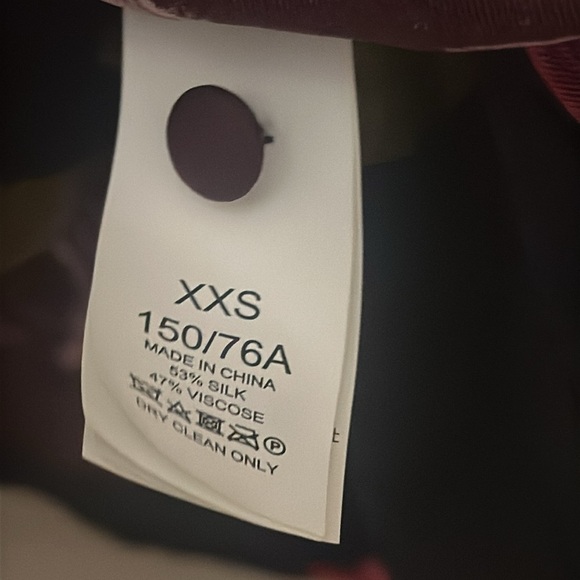 XXS
150/76A
MADE IN CHINA
53% SILK
47% VISCOSE
P
DRY CLEAN ONLY